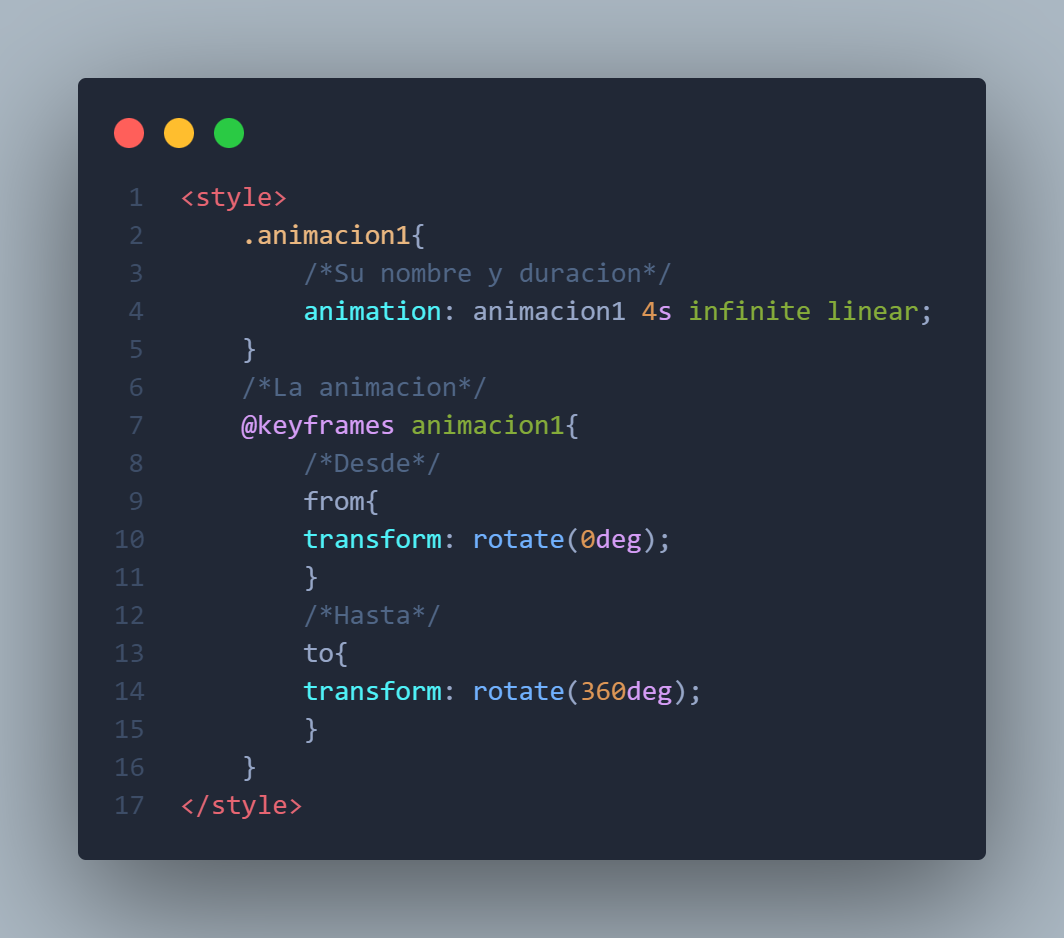 1 <style>
2     .animacion1{
3         /*Su nombre y duracion*/
4         animation: animacion1 4s infinite linear;
5     }
6     /*La animacion*/
7     @keyframes animacion1{
8         /*Desde*/
9         from{
10         transform: rotate(0deg);
11         }
12         /*Hasta*/
13         to{
14         transform: rotate(360deg);
15         }
16     }
17 </style>